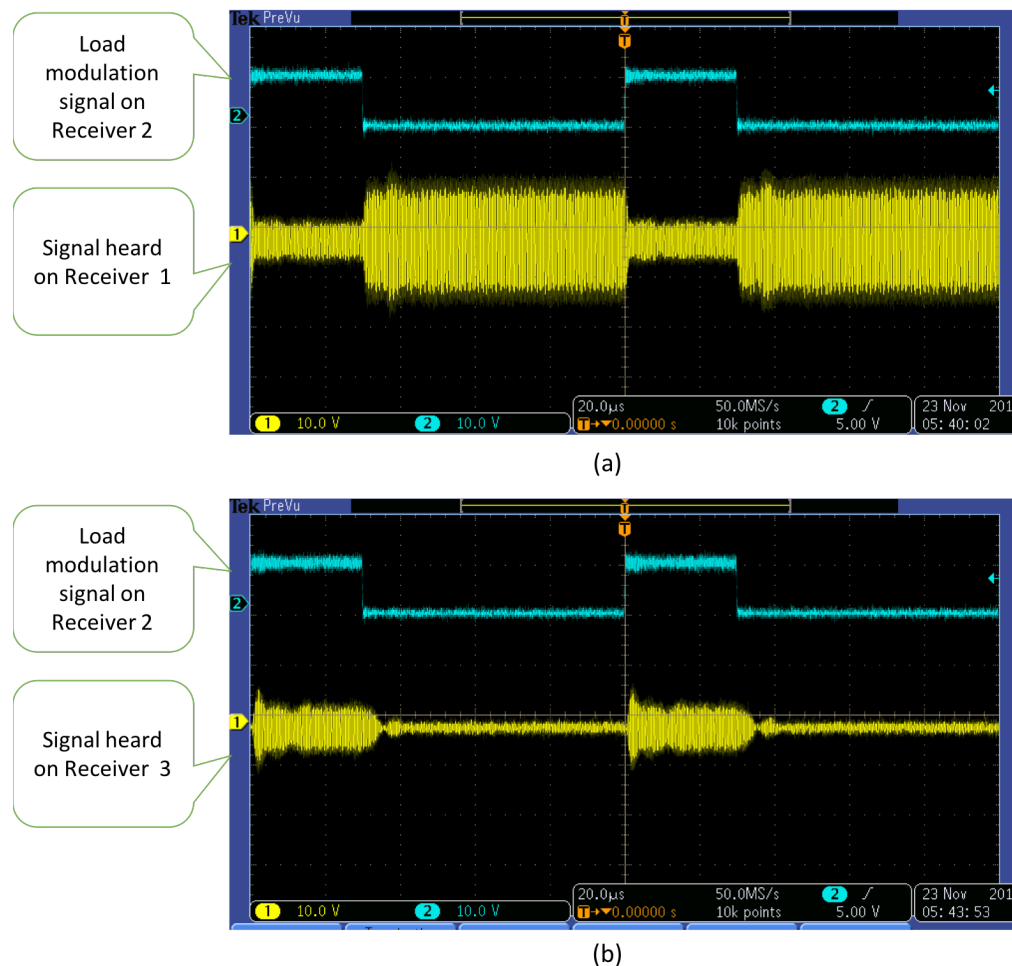 Tek PreVu
T
T
Load
modulation
signal on
Receiver 2
2
Signal heard
on Receiver 1
1
1 10.0 V 2 10.0 V
20.0µs 50.0MS/s 2 5.00 V
T→▼0.00000 s 10k points
23 Nov 201
05:40:02
(a)
Tek PreVu
T
T
Load
modulation
signal on
Receiver 2
2
Signal heard
on Receiver 3
1
1 10.0 V 2 10.0 V
20.0µs 50.0MS/s 2 5.00 V
T→▼0.00000 s 10k points
23 Nov 201
05:43:53
(b)